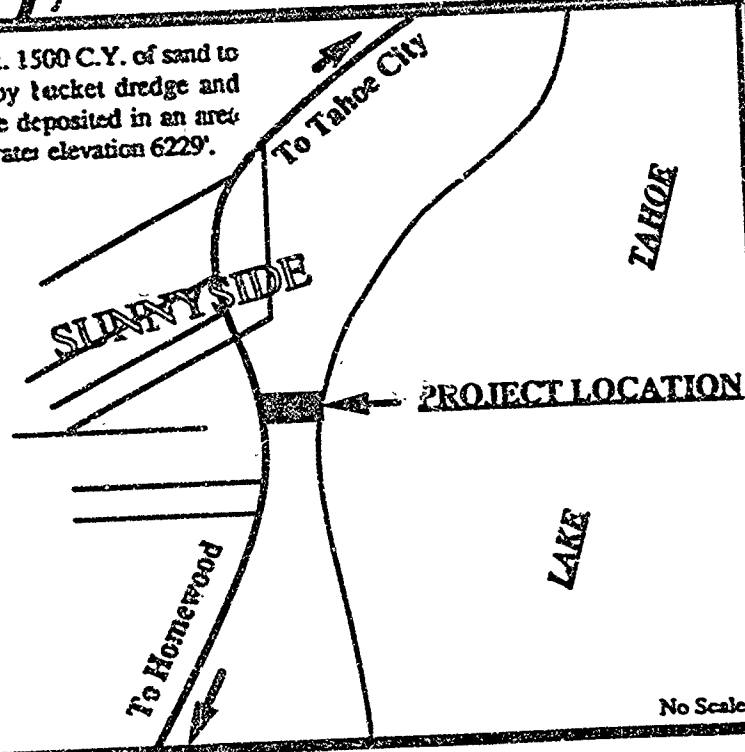 . 1500 C.Y. of sand to
by bucket dredge and
e deposited in an area
rater elevation 6229'.
To Tahoe City
TAHOE
SUNNYSIDE
PROJECT LOCATION
LAKE
To Homewood
No Scale